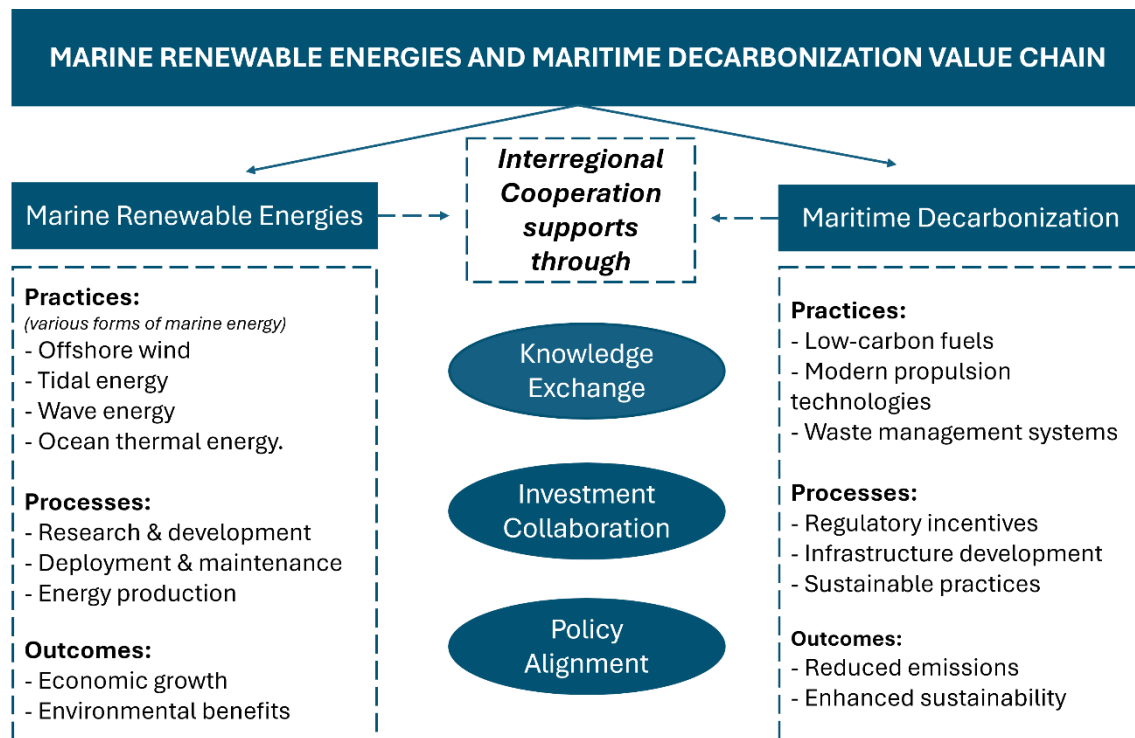 MARINE RENEWABLE ENERGIES AND MARITIME DECARBONIZATION VALUE CHAIN
Marine Renewable Energies
Practices:
(various forms of marine energy)
- Offshore wind
- Tidal energy
- Wave energy
- Ocean thermal energy.
Processes:
- Research & development
- Deployment & maintenance
- Energy production
Outcomes:
- Economic growth
- Environmental benefits
Interregional
Cooperation
supports
through
Knowledge
Exchange
Investment
Collaboration
Policy
Alignment
Maritime Decarbonization
Practices:
- Low-carbon fuels
- Modern propulsion
technologies
- Waste management systems
Processes:
- Regulatory incentives
- Infrastructure development
- Sustainable practices
Outcomes:
- Reduced emissions
- Enhanced sustainability